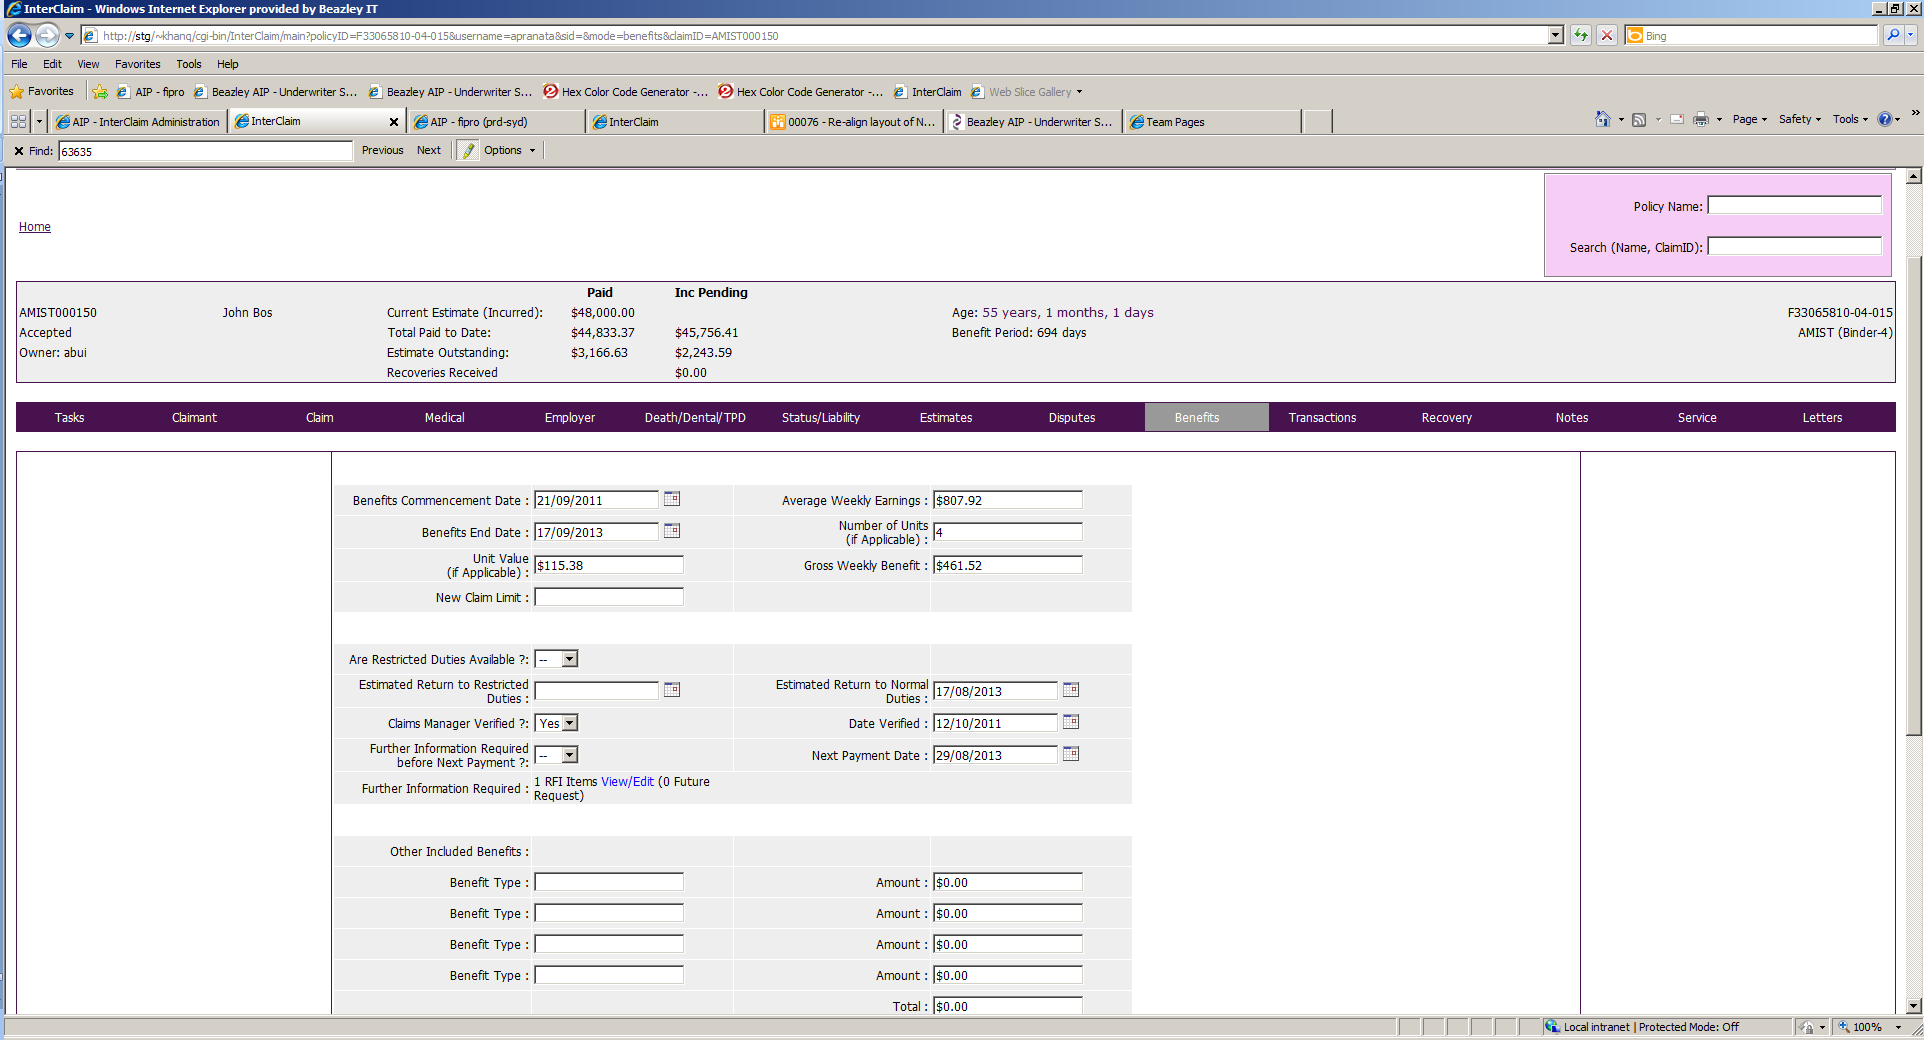 InterClaim - Windows Internet Explorer provided by Beazley IT
http://stg/~khanq/cgi-bin/InterClaim/main?policyID=F33065810-04-015&username=apranata&sid=&mode=benefits&claimID=AMIST000150
Bing
File Edit View Favorites Tools Help
Favorites AIP - fipro Beazley AIP - Underwriter S... Beazley AIP - Underwriter S... Hex Color Code Generator -... Hex Color Code Generator -... InterClaim Web Slice Gallery
AIP - InterClaim Administration InterClaim AIP - fipro (prd-syd) InterClaim 00076 - Re-align layout of N... Beazley AIP - Underwriter S... Team Pages Page Safety Tools
Find: 63635 Previous Next Options
Policy Name:
Home
Search (Name, ClaimID):
Paid Inc Pending
AMIST000150 John Bos Current Estimate (Incurred): $48,000.00 Age: 55 years, 1 months, 1 days F33065810-04-015
Accepted Total Paid to Date: $44,833.37 $45,756.41 Benefit Period: 694 days AMIST (Binder-4)
Owner: abui Estimate Outstanding: $3,166.63 $2,243.59
Recoveries Received $0.00
Tasks Claimant Claim Medical Employer Death/Dental/TPD Status/Liability Estimates Disputes Benefits Transactions Recovery Notes Service Letters
Benefits Commencement Date : 21/09/2011 Average Weekly Earnings : $807.92
Benefits End Date : 17/09/2013 Number of Units (if Applicable) : 4
Unit Value (if Applicable) : $115.38 Gross Weekly Benefit : $461.52
New Claim Limit :
Are Restricted Duties Available ?: --
Estimated Return to Restricted Duties : Estimated Return to Normal Duties : 17/08/2013
Claims Manager Verified ?: Yes Date Verified : 12/10/2011
Further Information Required before Next Payment ?: -- Next Payment Date : 29/08/2013
Further Information Required : 1 RFI Items View/Edit (0 Future Request)
Other Included Benefits :
Benefit Type : Amount : $0.00
Benefit Type : Amount : $0.00
Benefit Type : Amount : $0.00
Benefit Type : Amount : $0.00
Total : $0.00
Local intranet | Protected Mode: Off 100%